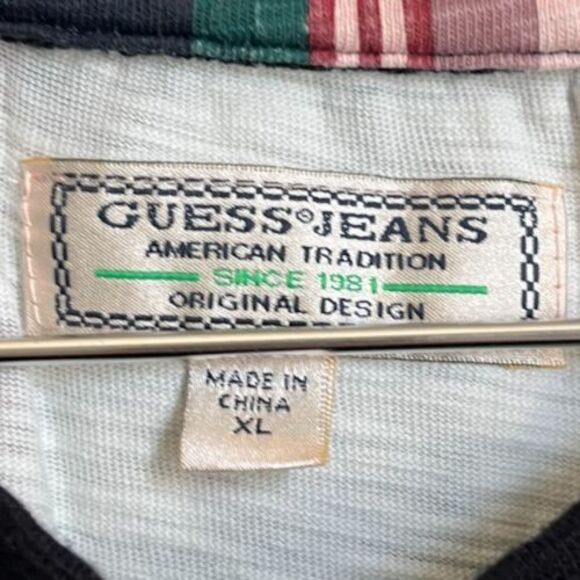 GUESS® JEANS
AMERICAN TRADITION
SINCE 1981
ORIGINAL DESIGN
MADE IN
CHINA
XL